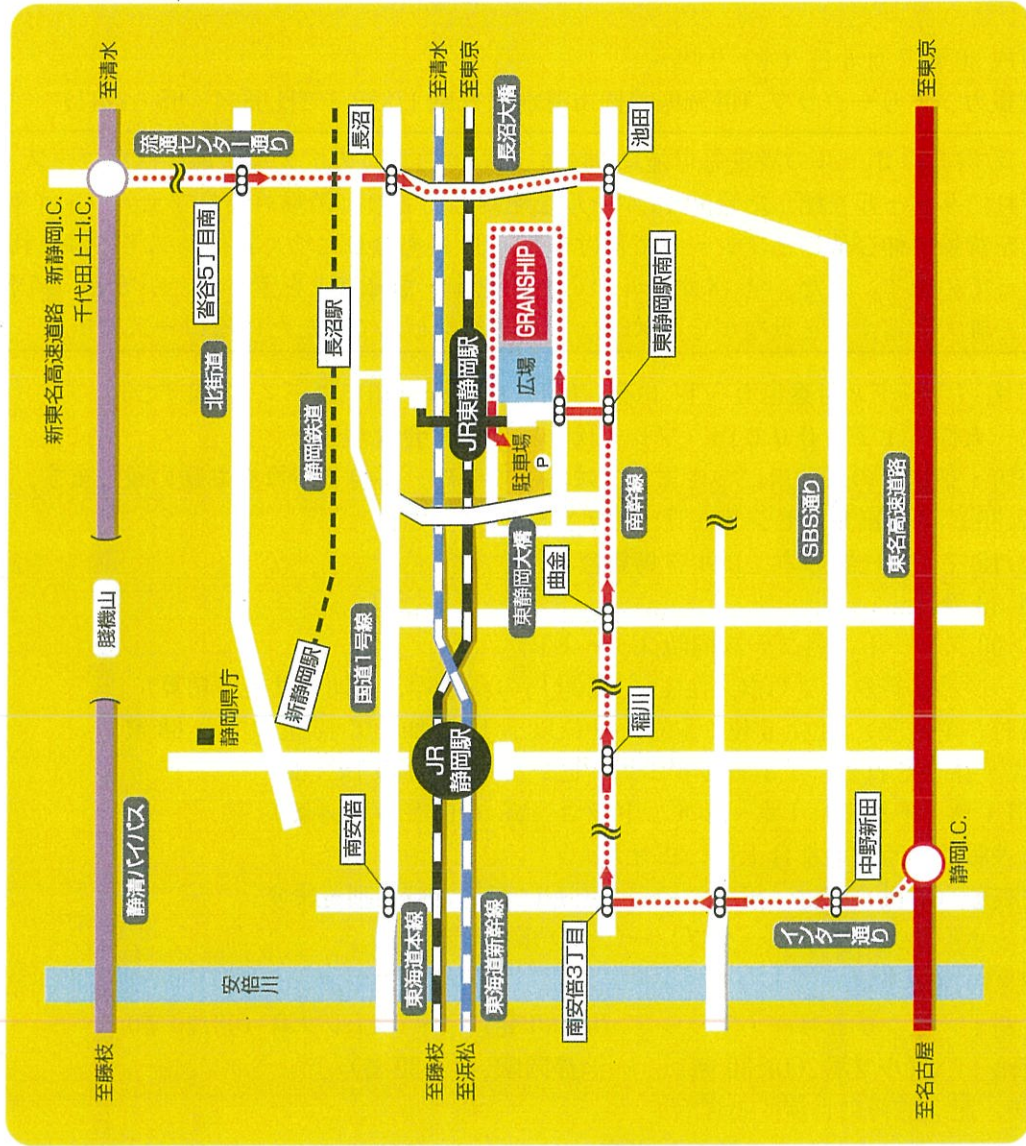 至藤枝
静清バイパス
賤機山
新東名高速道路 新静岡I.C.
千代田上土I.C.
至清水
流通センター通り
沓谷5丁目南
北街道
安倍川
静岡県庁
新静岡駅
静岡鉄道
長沼駅
長沼
南安倍
国道1号線
至清水
至東京
東海道本線
至藤枝
至浜松
東海道新幹線
JR
静岡駅
JR東静岡駅
長沼大橋
東静岡大橋
駐車場
P
広場
GRANSHIP
南安倍3丁目
稲川
曲金
南幹線
東静岡駅南口
池田
インター通り
中野新田
SBS通り
東名高速道路
至名古屋
静岡I.C.
至東京